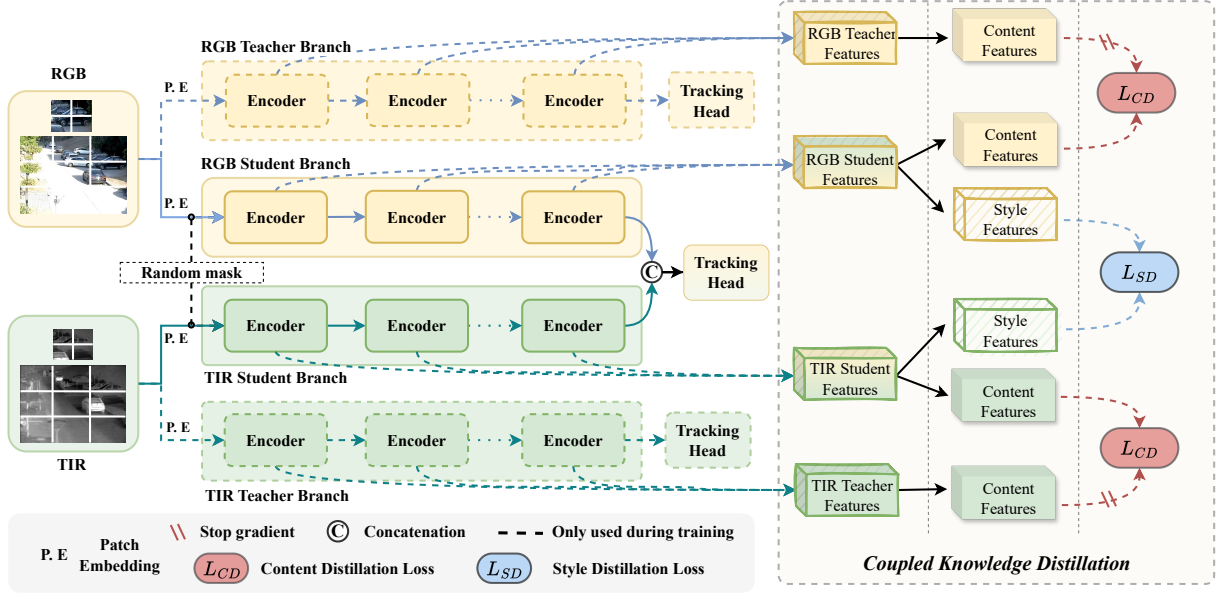 RGB
P. E
RGB Teacher Branch
Encoder
Encoder
Encoder
Tracking
Head
RGB Student Branch
P. E
Encoder
Encoder
Encoder
Random mask
C
Tracking
Head
TIR
P. E
Encoder
Encoder
Encoder
TIR Student Branch
P. E
Encoder
Encoder
Encoder
Tracking
Head
TIR Teacher Branch
RGB Teacher
Features
Content
Features
L_CD
RGB Student
Features
Content
Features
Style
Features
L_SD
Style
Features
TIR Student
Features
Content
Features
L_CD
TIR Teacher
Features
Content
Features
Coupled Knowledge Distillation
P. E
Patch
Embedding
Stop gradient
C
Concatenation
Only used during training
L_CD
Content Distillation Loss
L_SD
Style Distillation Loss